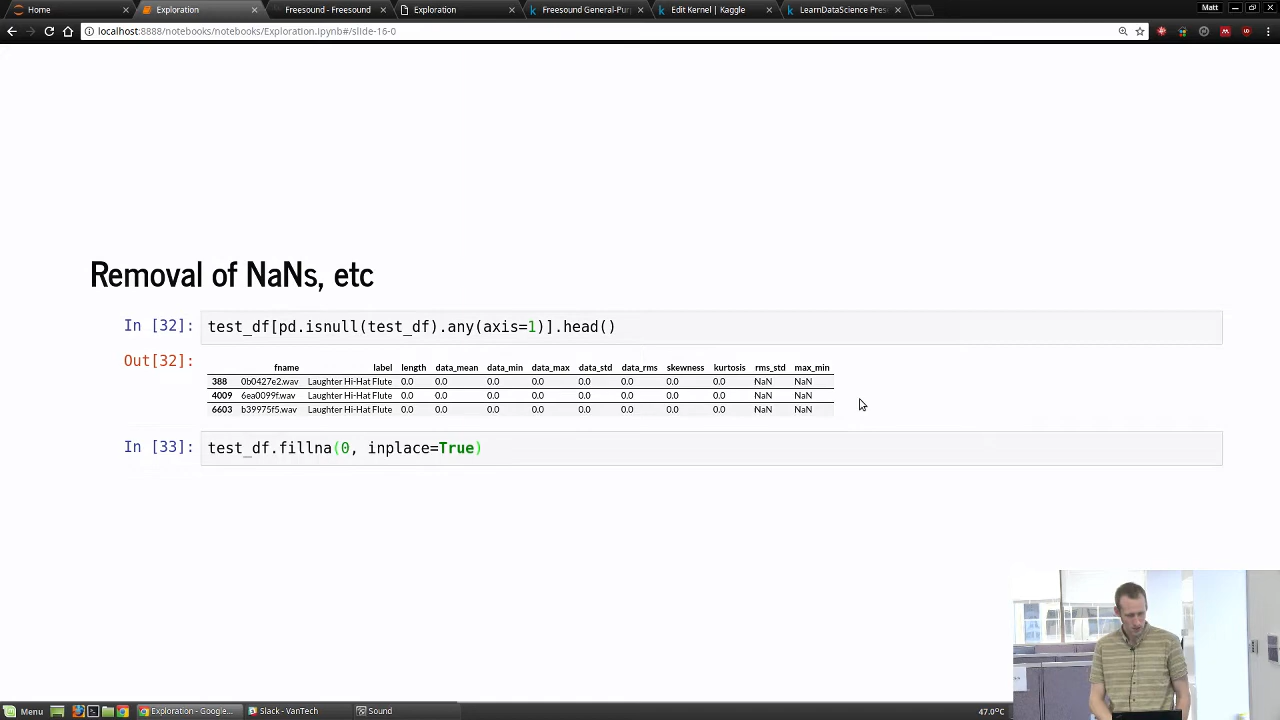 Home
Exploration
Freesound - Freesound
Exploration
Freesound General-Pur
Edit Kernel | Kaggle
LearnDataScience Pres
Matt
localhost:8888/notebooks/notebooks/Exploration.ipynb#/slide-16-0
Removal of NaNs, etc
In [32]: test_df[pd.isnull(test_df).any(axis=1)].head()
Out[32]:
fname label length data_mean data_min data_max data_std data_rms skewness kurtosis rms_std max_min
388 0b0427e2.wav Laughter Hi-Hat Flute 0.0 0.0 0.0 0.0 0.0 0.0 0.0 0.0 NaN NaN
4009 6ea0099f.wav Laughter Hi-Hat Flute 0.0 0.0 0.0 0.0 0.0 0.0 0.0 0.0 NaN NaN
6603 b39975f5.wav Laughter Hi-Hat Flute 0.0 0.0 0.0 0.0 0.0 0.0 0.0 0.0 NaN NaN
In [33]: test_df.fillna(0, inplace=True)
Menu
Exploration - Google...
Slack - VanTech
Sound
47.0°C